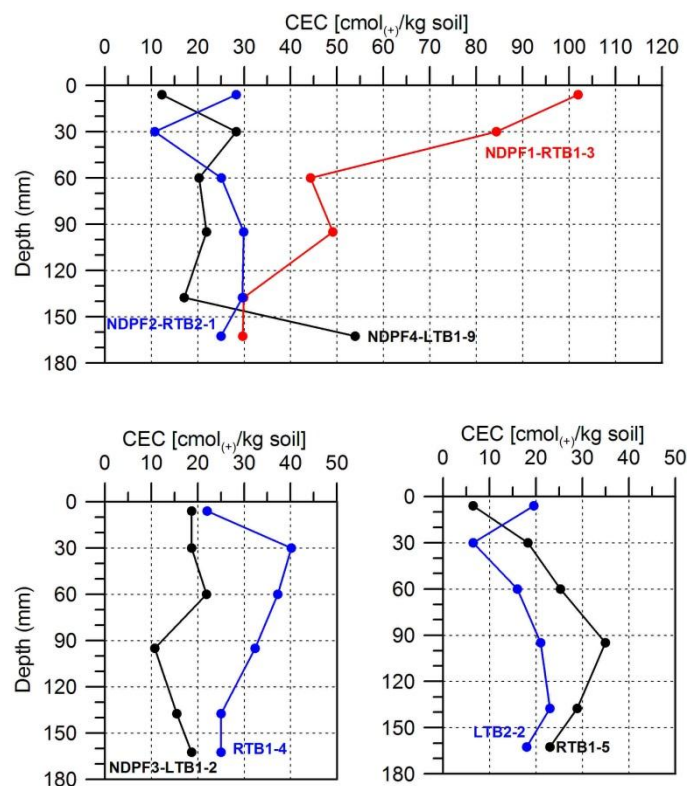 CEC [cmol(+)/kg soil]
0 10 20 30 40 50 60 70 80 90 100 110 120
0
30
60
90
120
150
180
Depth (mm)
NDPF1-RTB1-3
NDPF2-RTB2-1
NDPF4-LTB1-9
CEC [cmol(+)/kg soil]
0 10 20 30 40 50
0
30
60
90
120
150
180
Depth (mm)
RTB1-4
NDPF3-LTB1-2
CEC [cmol(+)/kg soil]
0 10 20 30 40 50
0
30
60
90
120
150
180
LTB2-2
RTB1-5